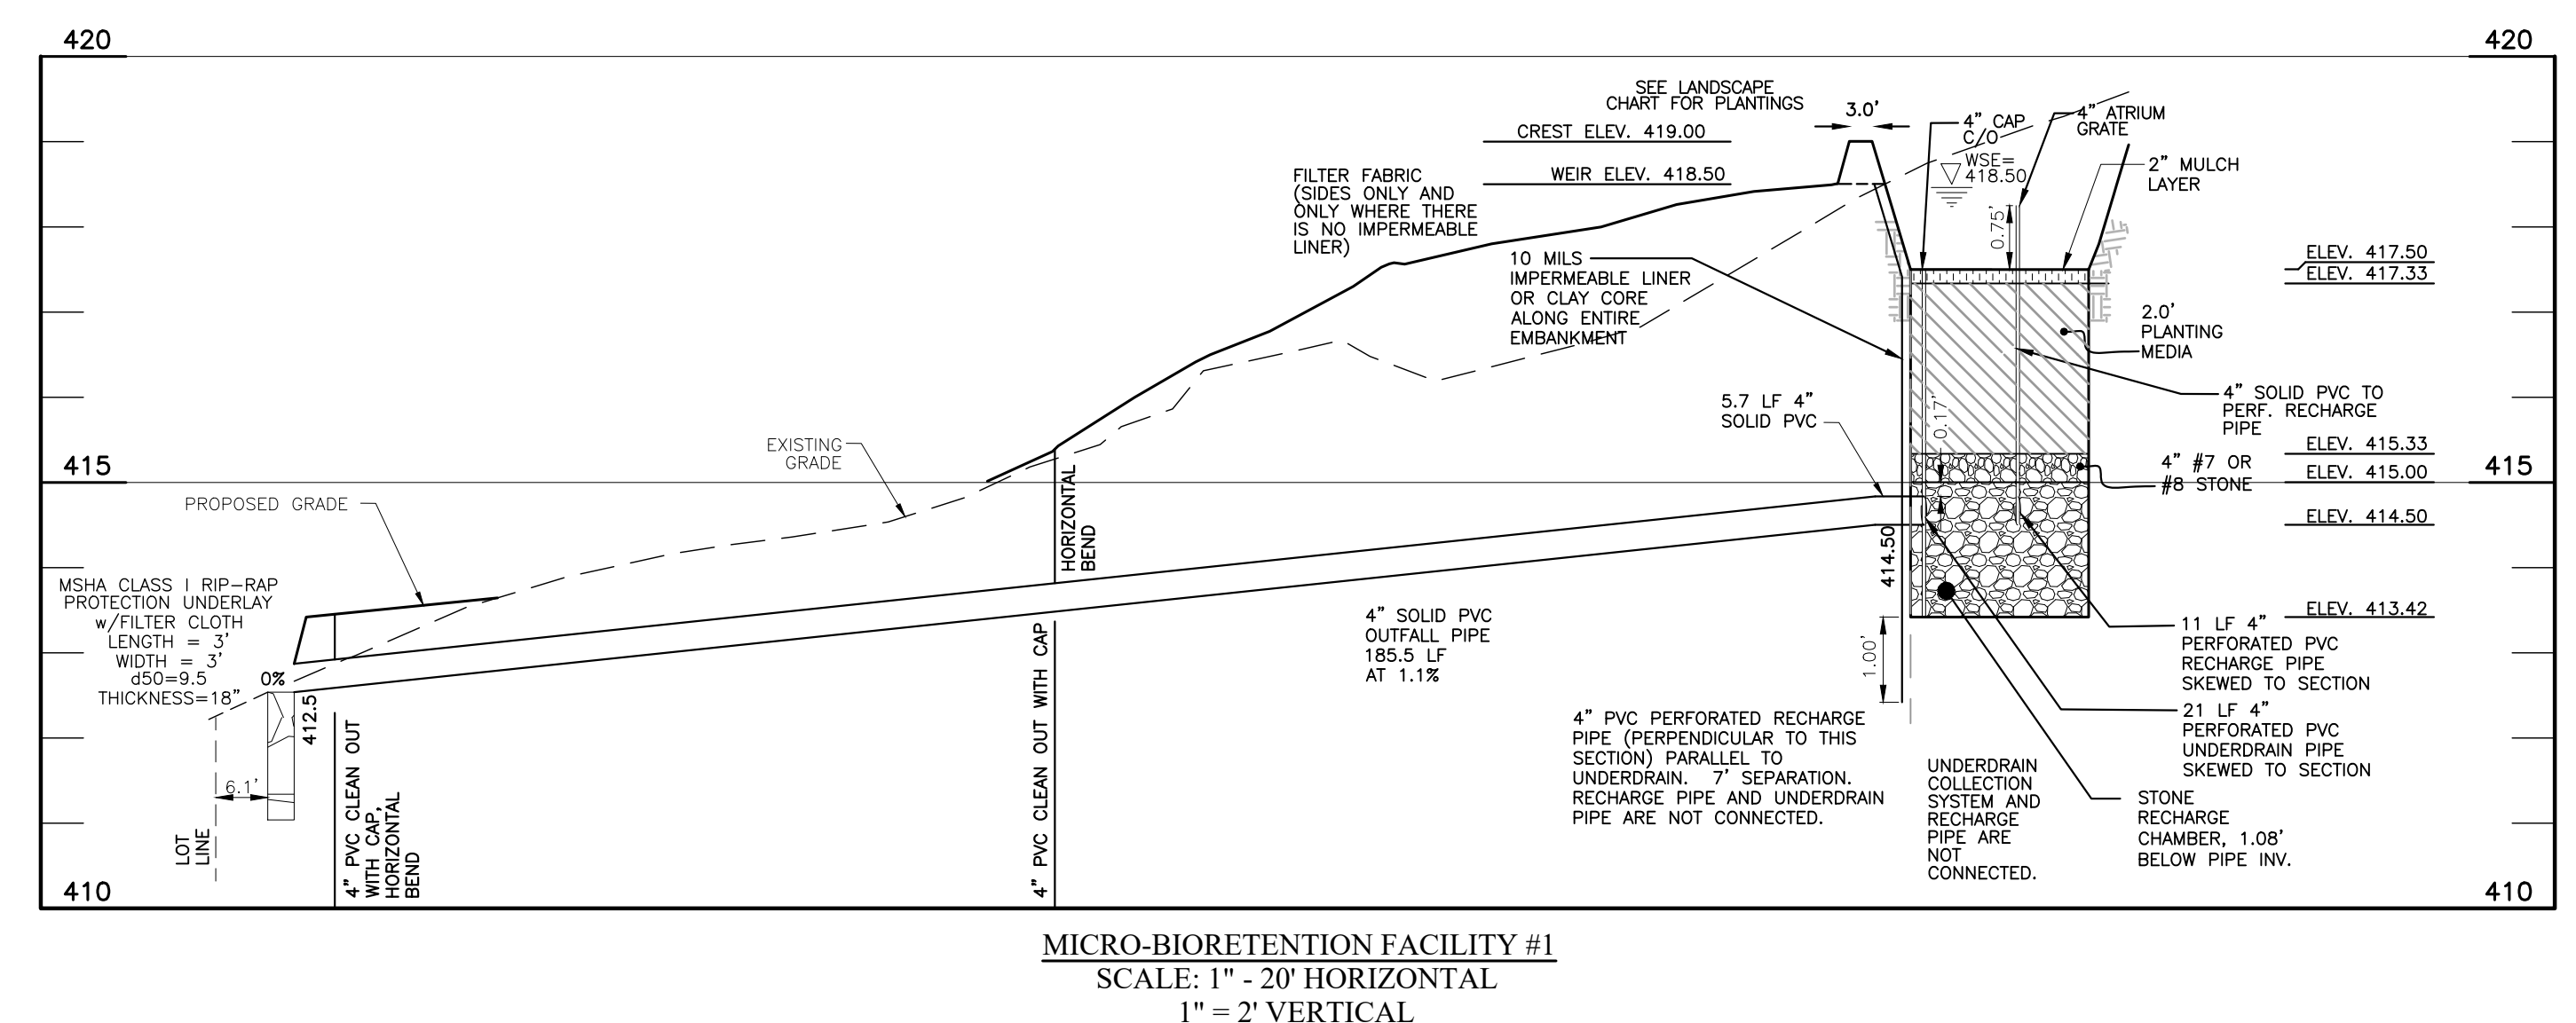 420
420
SEE LANDSCAPE
CHART FOR PLANTINGS
3.0'
CREST ELEV. 419.00
WEIR ELEV. 418.50
4" CAP
C/O
WSE=
418.50
4" ATRIUM
GRATE
2" MULCH
LAYER
FILTER FABRIC
(SIDES ONLY AND
ONLY WHERE THERE
IS NO IMPERMEABLE
LINER)
0.75'
10 MILS
IMPERMEABLE LINER
OR CLAY CORE
ALONG ENTIRE
EMBANKMENT
ELEV. 417.50
ELEV. 417.33
2.0'
PLANTING
MEDIA
4" SOLID PVC TO
PERF. RECHARGE
PIPE
5.7 LF 4"
SOLID PVC
0.17'
EXISTING
GRADE
ELEV. 415.33
4" #7 OR
#8 STONE
ELEV. 415.00
415
415
PROPOSED GRADE
HORIZONTAL
BEND
ELEV. 414.50
414.50
MSHA CLASS I RIP-RAP
PROTECTION UNDERLAY
w/FILTER CLOTH
LENGTH = 3'
WIDTH = 3'
d50=9.5
THICKNESS=18"
0%
412.5
4" SOLID PVC
OUTFALL PIPE
185.5 LF
AT 1.1%
1.00'
ELEV. 413.42
11 LF 4"
PERFORATED PVC
RECHARGE PIPE
SKEWED TO SECTION
21 LF 4"
PERFORATED PVC
UNDERDRAIN PIPE
SKEWED TO SECTION
4" PVC PERFORATED RECHARGE
PIPE (PERPENDICULAR TO THIS
SECTION) PARALLEL TO
UNDERDRAIN. 7' SEPARATION.
RECHARGE PIPE AND UNDERDRAIN
PIPE ARE NOT CONNECTED.
UNDERDRAIN
COLLECTION
SYSTEM AND
RECHARGE
PIPE ARE
NOT
CONNECTED.
STONE
RECHARGE
CHAMBER, 1.08'
BELOW PIPE INV.
6.1'
LOT
LINE
4" PVC CLEAN OUT
WITH CAP,
HORIZONTAL
BEND
4" PVC CLEAN OUT WITH CAP
410
410
MICRO-BIORETENTION FACILITY #1
SCALE: 1" - 20' HORIZONTAL
1" = 2' VERTICAL